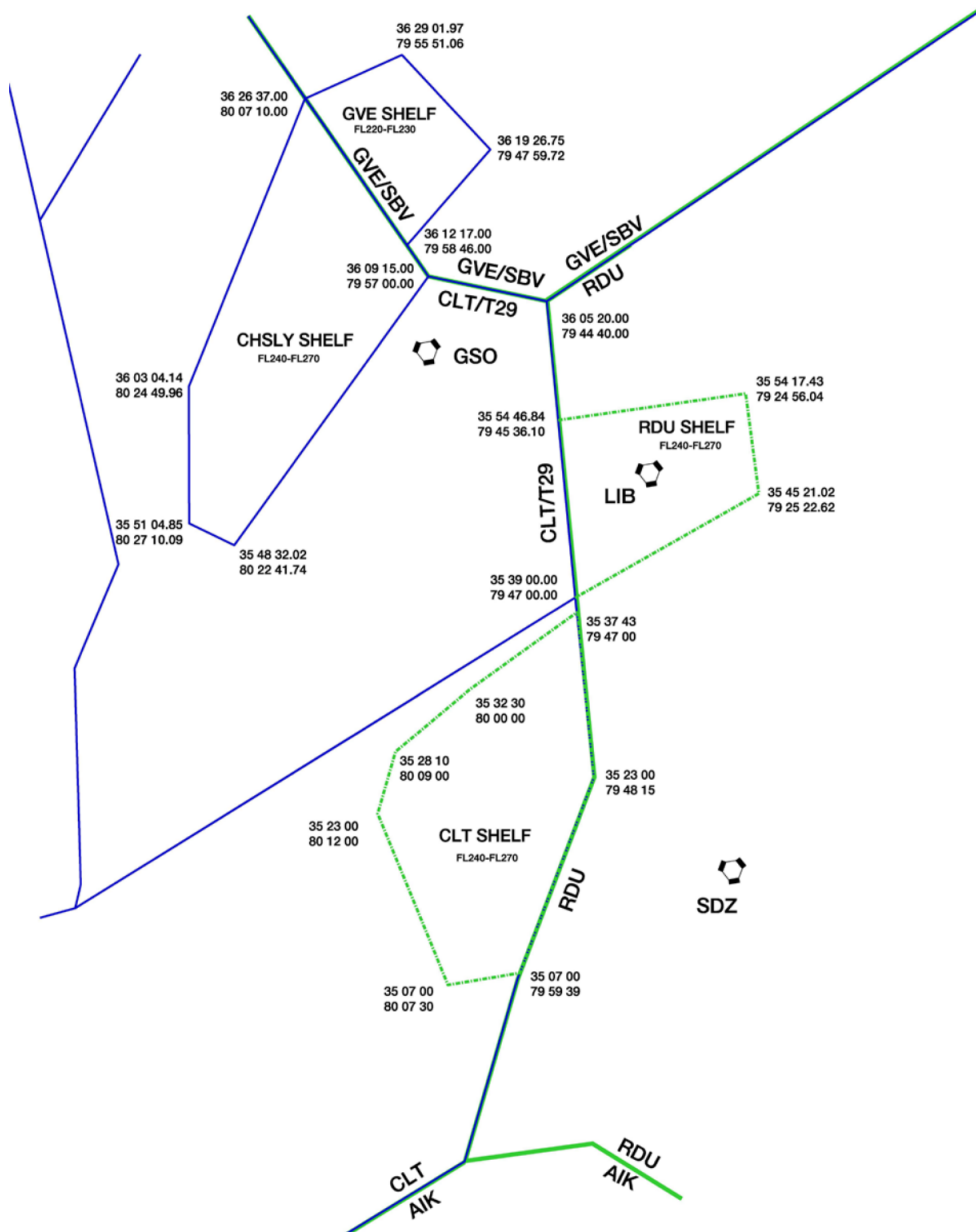 36 29 01.97
79 55 51.06
36 26 37.00
80 07 10.00
GVE SHELF
FL220-FL230
36 19 26.75
79 47 59.72
GVE/SBV
36 12 17.00
79 58 46.00
GVE/SBV
RDU
36 09 15.00
79 57 00.00
GVE/SBV
CLT/T29
36 05 20.00
79 44 40.00
CHSLY SHELF
FL240-FL270
GSO
36 03 04.14
80 24 49.96
35 54 17.43
79 24 56.04
35 54 46.84
79 45 36.10
RDU SHELF
FL240-FL270
LIB
CLT/T29
35 45 21.02
79 25 22.62
35 51 04.85
80 27 10.09
35 48 32.02
80 22 41.74
35 39 00.00
79 47 00.00
35 37 43
79 47 00
35 32 30
80 00 00
35 28 10
80 09 00
35 23 00
79 48 15
35 23 00
80 12 00
CLT SHELF
FL240-FL270
RDU
SDZ
35 07 00
80 07 30
35 07 00
79 59 39
CLT
AIK
RDU
AIK